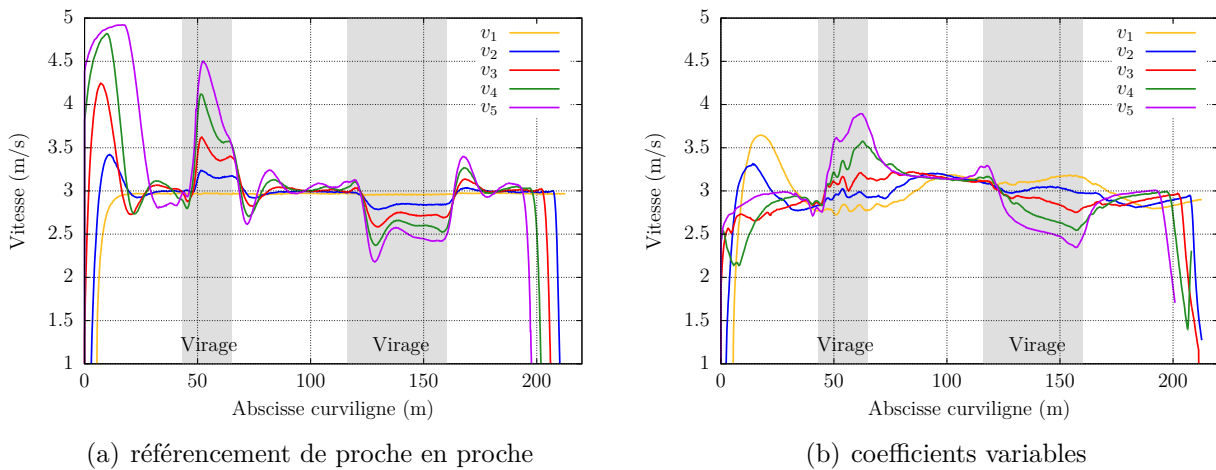 5
4.5
4
3.5
3
2.5
2
1.5
1
Vitesse (m/s)
0 50 100 150 200
Abscisse curviligne (m)
v1
v2
v3
v4
v5
Virage Virage
(a) référencement de proche en proche
5
4.5
4
3.5
3
2.5
2
1.5
1
Vitesse (m/s)
0 50 100 150 200
Abscisse curviligne (m)
v1
v2
v3
v4
v5
Virage Virage
(b) coefficients variables